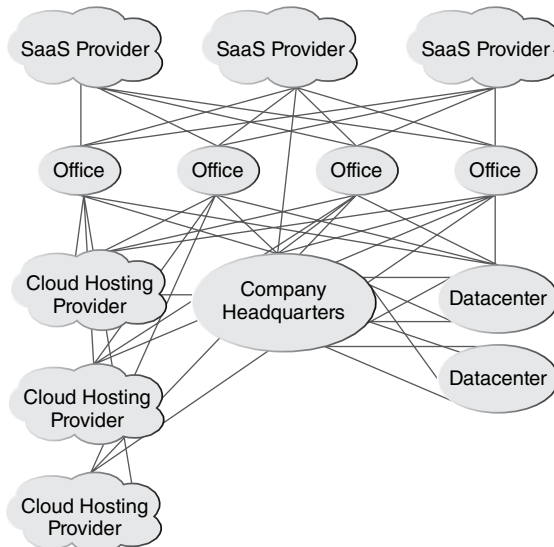 SaaS Provider
SaaS Provider
SaaS Provider
Office
Office
Office
Office
Cloud Hosting
Provider
Company
Headquarters
Datacenter
Cloud Hosting
Provider
Datacenter
Cloud Hosting
Provider